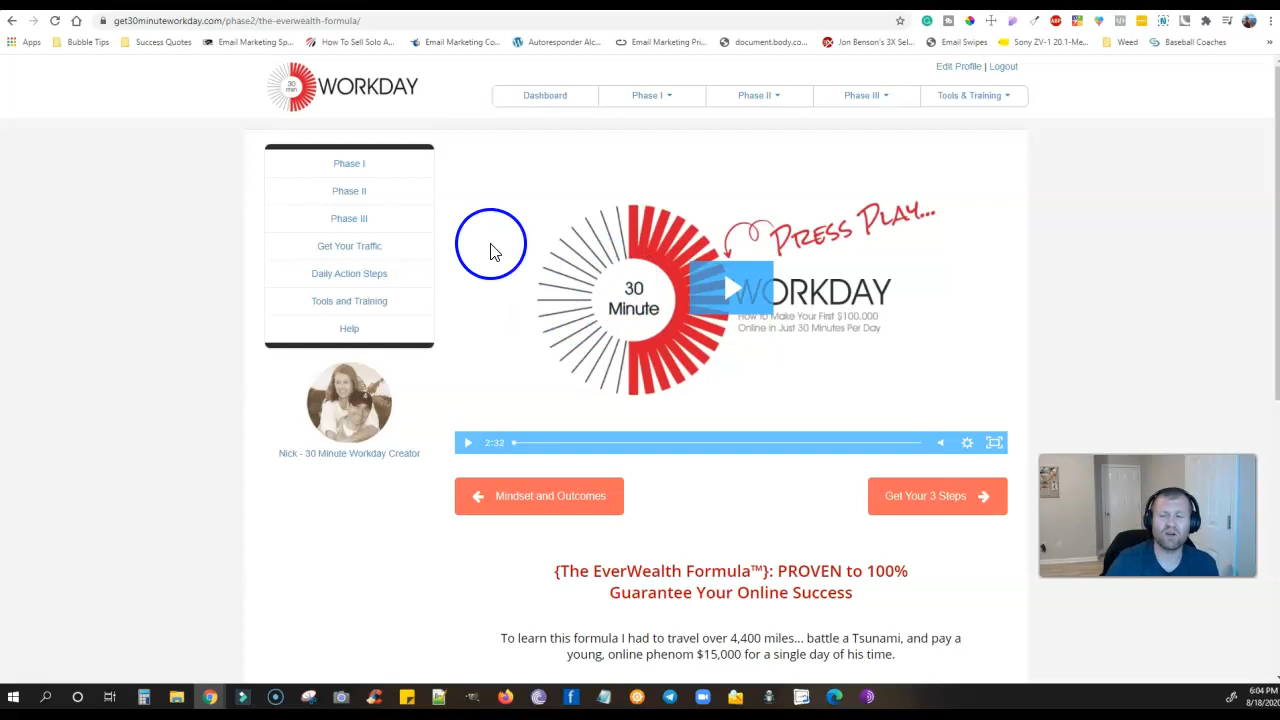 get30minuteworkday.com/phase2/the-everwealth-formula/
Apps
Bubble Tips
Success Quotes
Email Marketing Sp...
How To Sell Solo A...
Email Marketing Co...
Autoresponder Alc...
Email Marketing Pri...
document.body.co...
Jon Benson's 3X Sel...
Email Swipes
Sony ZV-1 20.1-Me...
Weed
Baseball Coaches
»
30
min
WORKDAY
Edit Profile | Logout
Dashboard
Phase I
Phase II
Phase III
Tools & Training
Phase I
Phase II
Phase III
Get Your Traffic
Daily Action Steps
Tools and Training
Help
Nick - 30 Minute Workday Creator
PRESS PLAY...
30
Minute
WORKDAY
How to Make Your First $100,000
Online in Just 30 Minutes Per Day
2:32
Mindset and Outcomes
Get Your 3 Steps
{The EverWealth Formula™}: PROVEN to 100%
Guarantee Your Online Success
To learn this formula I had to travel over 4,400 miles... battle a Tsunami, and pay a
young, online phenom $15,000 for a single day of his time.
6:04 PM
8/18/202